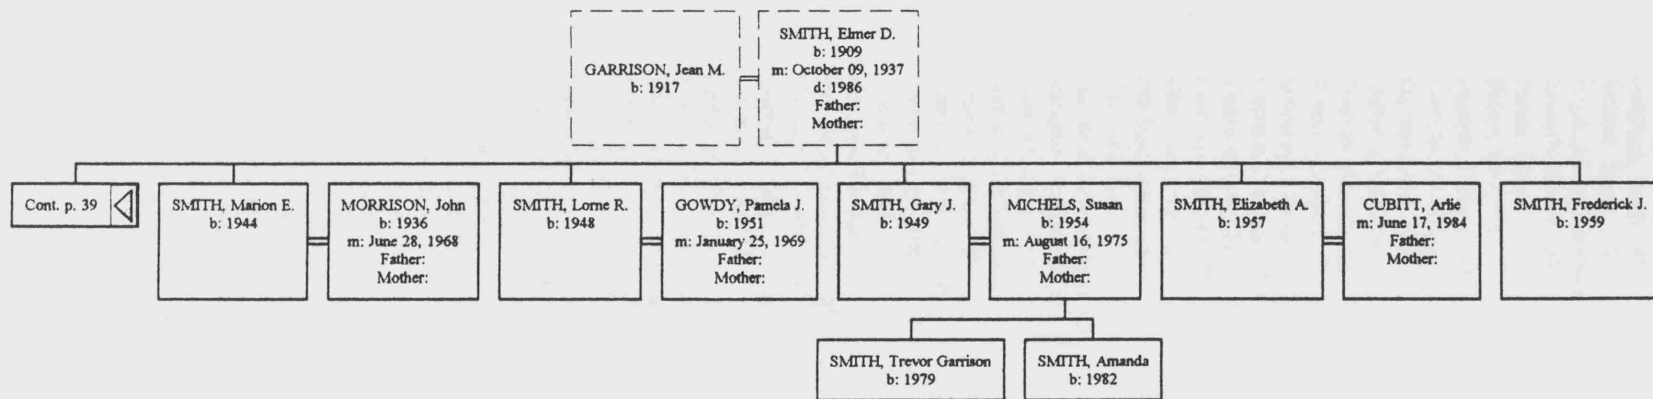 GARRISON, Jean M.
b: 1917
SMITH, Elmer D.
b: 1909
m: October 09, 1937
d: 1986
Father:
Mother:
Cont. p. 39
SMITH, Marion E.
b: 1944
MORRISON, John
b: 1936
m: June 28, 1968
Father:
Mother:
SMITH, Lorne R.
b: 1948
GOWDY, Pamela J.
b: 1951
m: January 25, 1969
Father:
Mother:
SMITH, Gary J.
b: 1949
MICHELS, Susan
b: 1954
m: August 16, 1975
Father:
Mother:
SMITH, Elizabeth A.
b: 1957
CUBITT, Arlie
m: June 17, 1984
Father:
Mother:
SMITH, Frederick J.
b: 1959
SMITH, Trevor Garrison
b: 1979
SMITH, Amanda
b: 1982